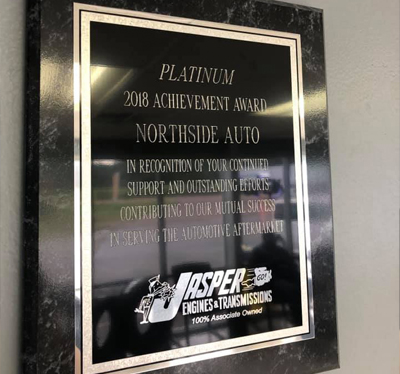 PLATINUM
2018 ACHIEVEMENT AWARD
NORTHSIDE AUTO
IN RECOGNITION OF YOUR CONTINUED
SUPPORT AND OUTSTANDING EFFORTS
CONTRIBUTING TO OUR MUTUAL SUCCESS
IN SERVING THE AUTOMOTIVE AFTERMARKET
JASPER
ENGINES & TRANSMISSIONS
100% Associate Owned